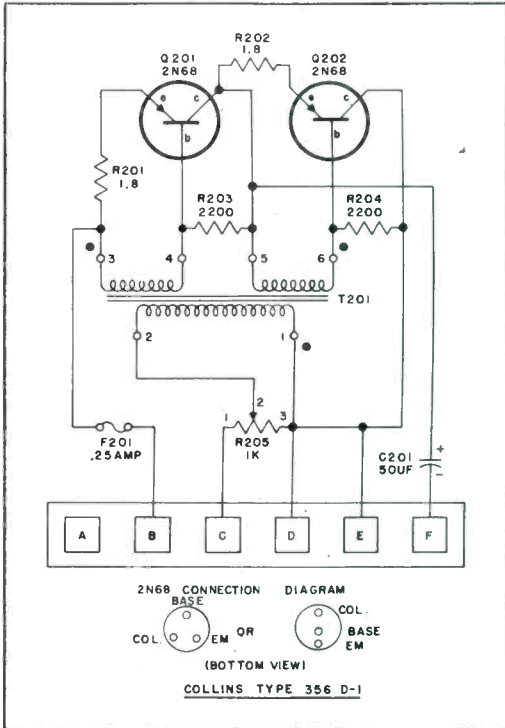 R202
1.8
Q201
2N68
Q202
2N68
e
c
b
e
c
b
R201
1.8
R203
2200
R204
2200
3
4
5
6
T201
2
1
1
2
3
F201
.25AMP
R205
1K
C201
50UF
+
–
A
B
C
D
E
F
2N68 CONNECTION DIAGRAM
BASE
COL.
EM
OR
COL.
BASE
EM
(BOTTOM VIEW)
COLLINS TYPE 356 D-1